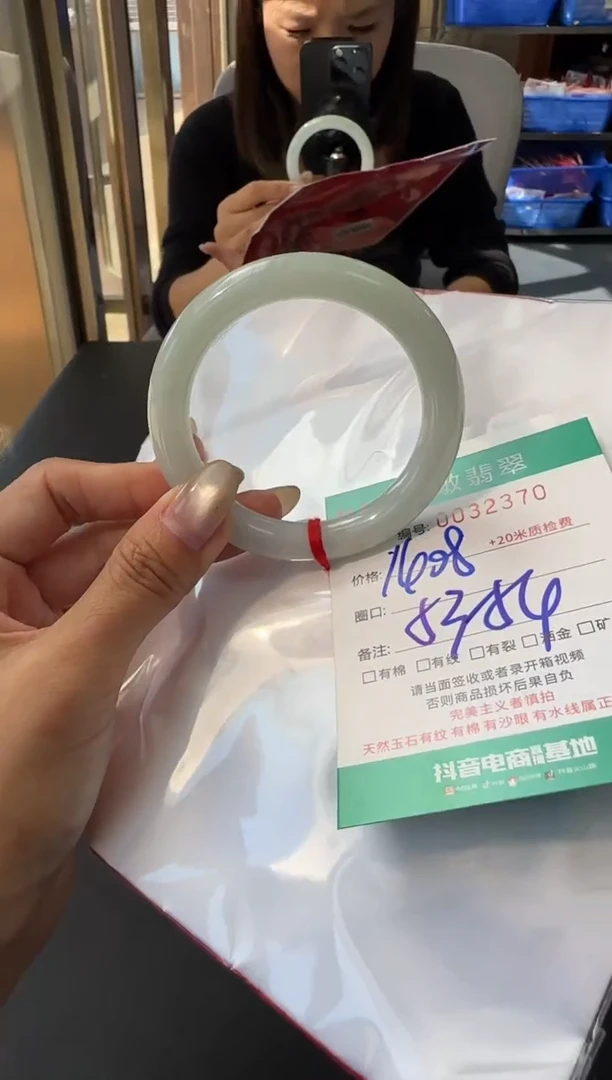 翡翠
编号: 0032370
价格: 1608 +20米质检费
圈口:
备注: 8384
□有棉 □有纹 □有裂 □洒金 □矿
请当面签收或者录开箱视频
否则商品损坏后果自负
完美主义者慎拍
天然玉石有纹 有棉 有沙眼 有水线属正
抖音电商直播基地